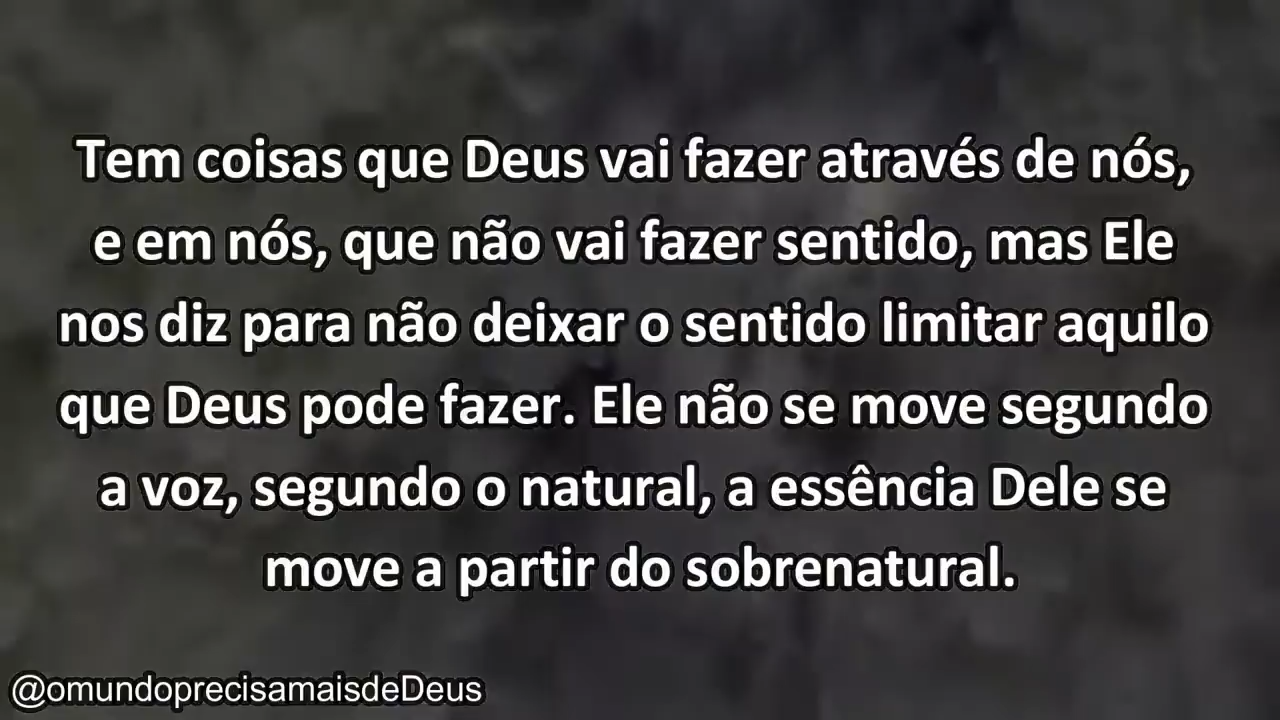 Tem coisas que Deus vai fazer através de nós,
e em nós, que não vai fazer sentido, mas Ele
nos diz para não deixar o sentido limitar aquilo
que Deus pode fazer. Ele não se move segundo
a voz, segundo o natural, a essência Dele se
move a partir do sobrenatural.
@omundoprecisamaisdeDeus